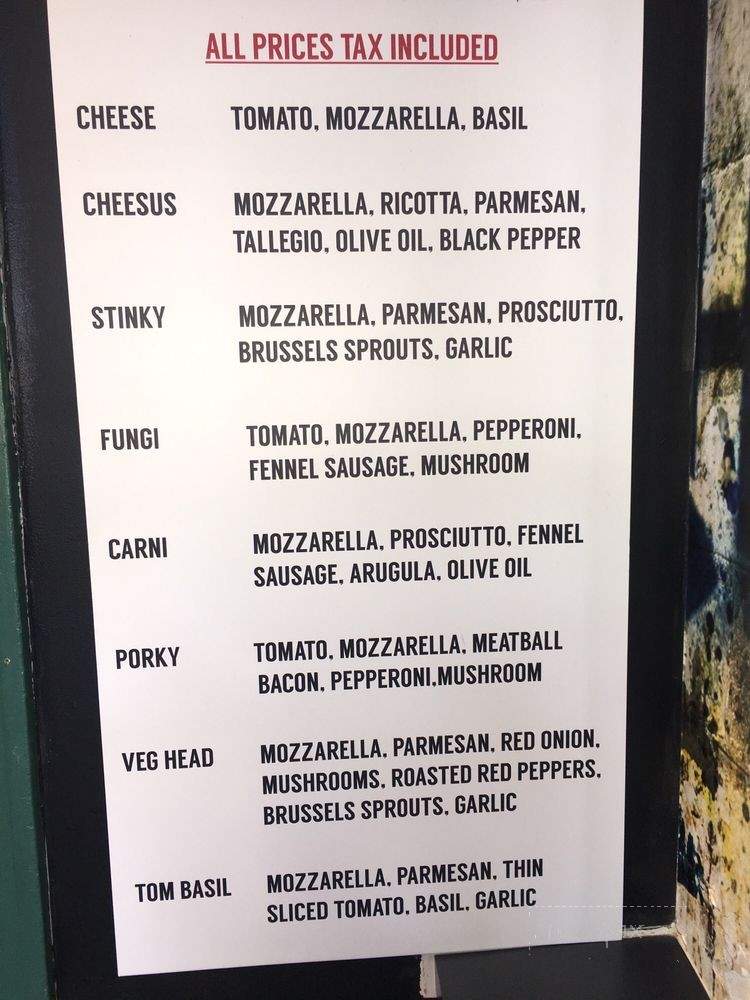 ALL PRICES TAX INCLUDED
CHEESE TOMATO, MOZZARELLA, BASIL
CHEESUS MOZZARELLA, RICOTTA, PARMESAN,
TALLEGIO, OLIVE OIL, BLACK PEPPER
STINKY MOZZARELLA, PARMESAN, PROSCIUTTO,
BRUSSELS SPROUTS, GARLIC
FUNGI TOMATO, MOZZARELLA, PEPPERONI,
FENNEL SAUSAGE, MUSHROOM
CARNI MOZZARELLA, PROSCIUTTO, FENNEL
SAUSAGE, ARUGULA, OLIVE OIL
PORKY TOMATO, MOZZARELLA, MEATBALL
BACON, PEPPERONI,MUSHROOM
VEG HEAD MOZZARELLA, PARMESAN, RED ONION,
MUSHROOMS, ROASTED RED PEPPERS,
BRUSSELS SPROUTS, GARLIC
TOM BASIL MOZZARELLA, PARMESAN, THIN
SLICED TOMATO, BASIL, GARLIC